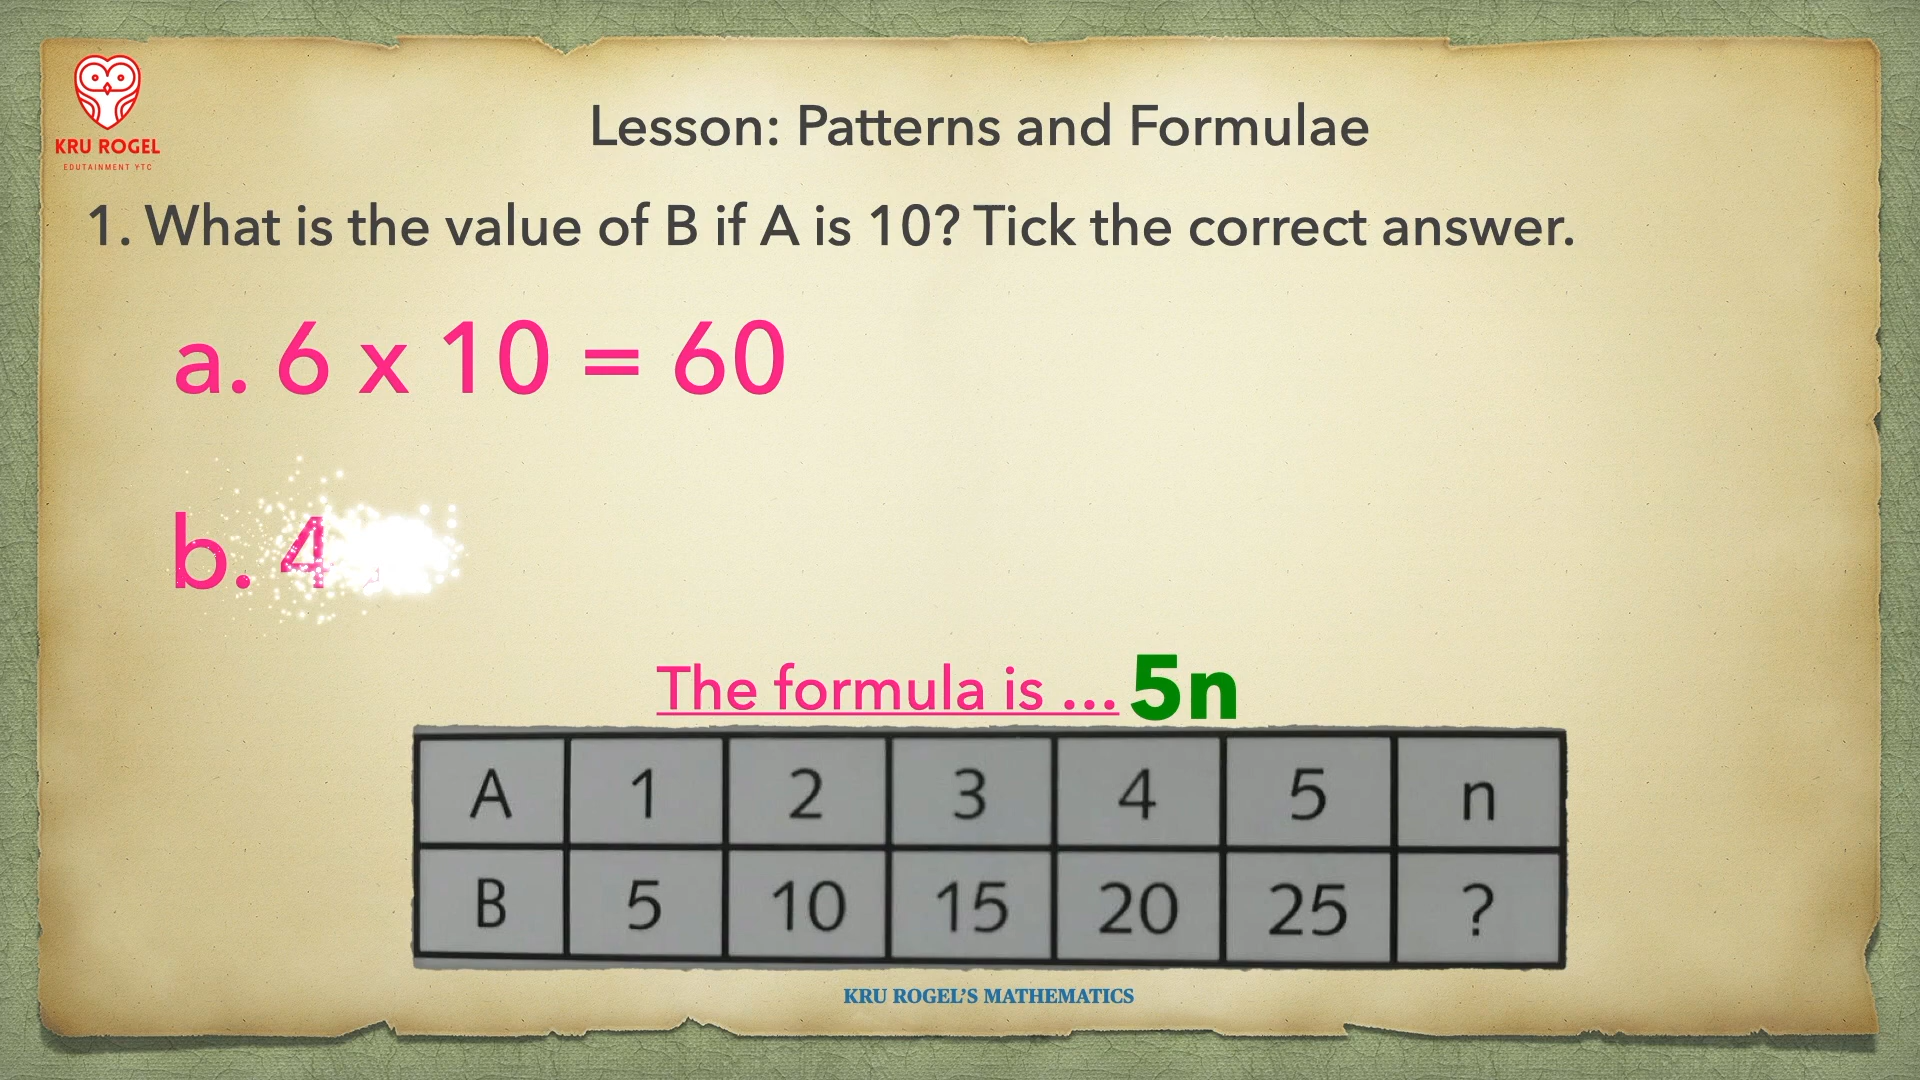 KRU ROGEL
EDUTAINMENT YTC
Lesson: Patterns and Formulae
1. What is the value of B if A is 10? Tick the correct answer.
a. 6 x 10 = 60
b. 4
The formula is ... 5n
A 1 2 3 4 5 n
B 5 10 15 20 25 ?
KRU ROGEL'S MATHEMATICS